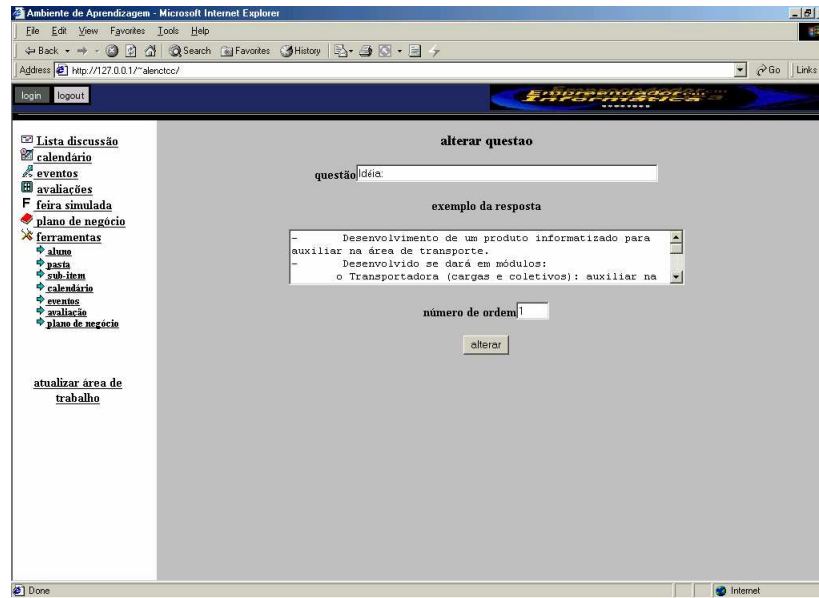 Ambiente de Aprendizagem - Microsoft Internet Explorer
File Edit View Favorites Tools Help
Back Search Favorites History
Address http://127.0.0.1/~alenctcc/ Go Links
login logout
Empreendedor em
Informática
Lista discussão
calendário
eventos
avaliações
F feira simulada
plano de negócio
ferramentas
aluno
pasta
sub-item
calendário
eventos
avaliacão
plano de negócio
atualizar área de
trabalho
alterar questao
questão Idéia:
exemplo da resposta
- Desenvolvimento de um produto informatizado para
auxiliar na área de transporte.
- Desenvolvido se dará em módulos:
o Transportadora (cargas e coletivos): auxiliar na
número de ordem 1
alterar
Done Internet